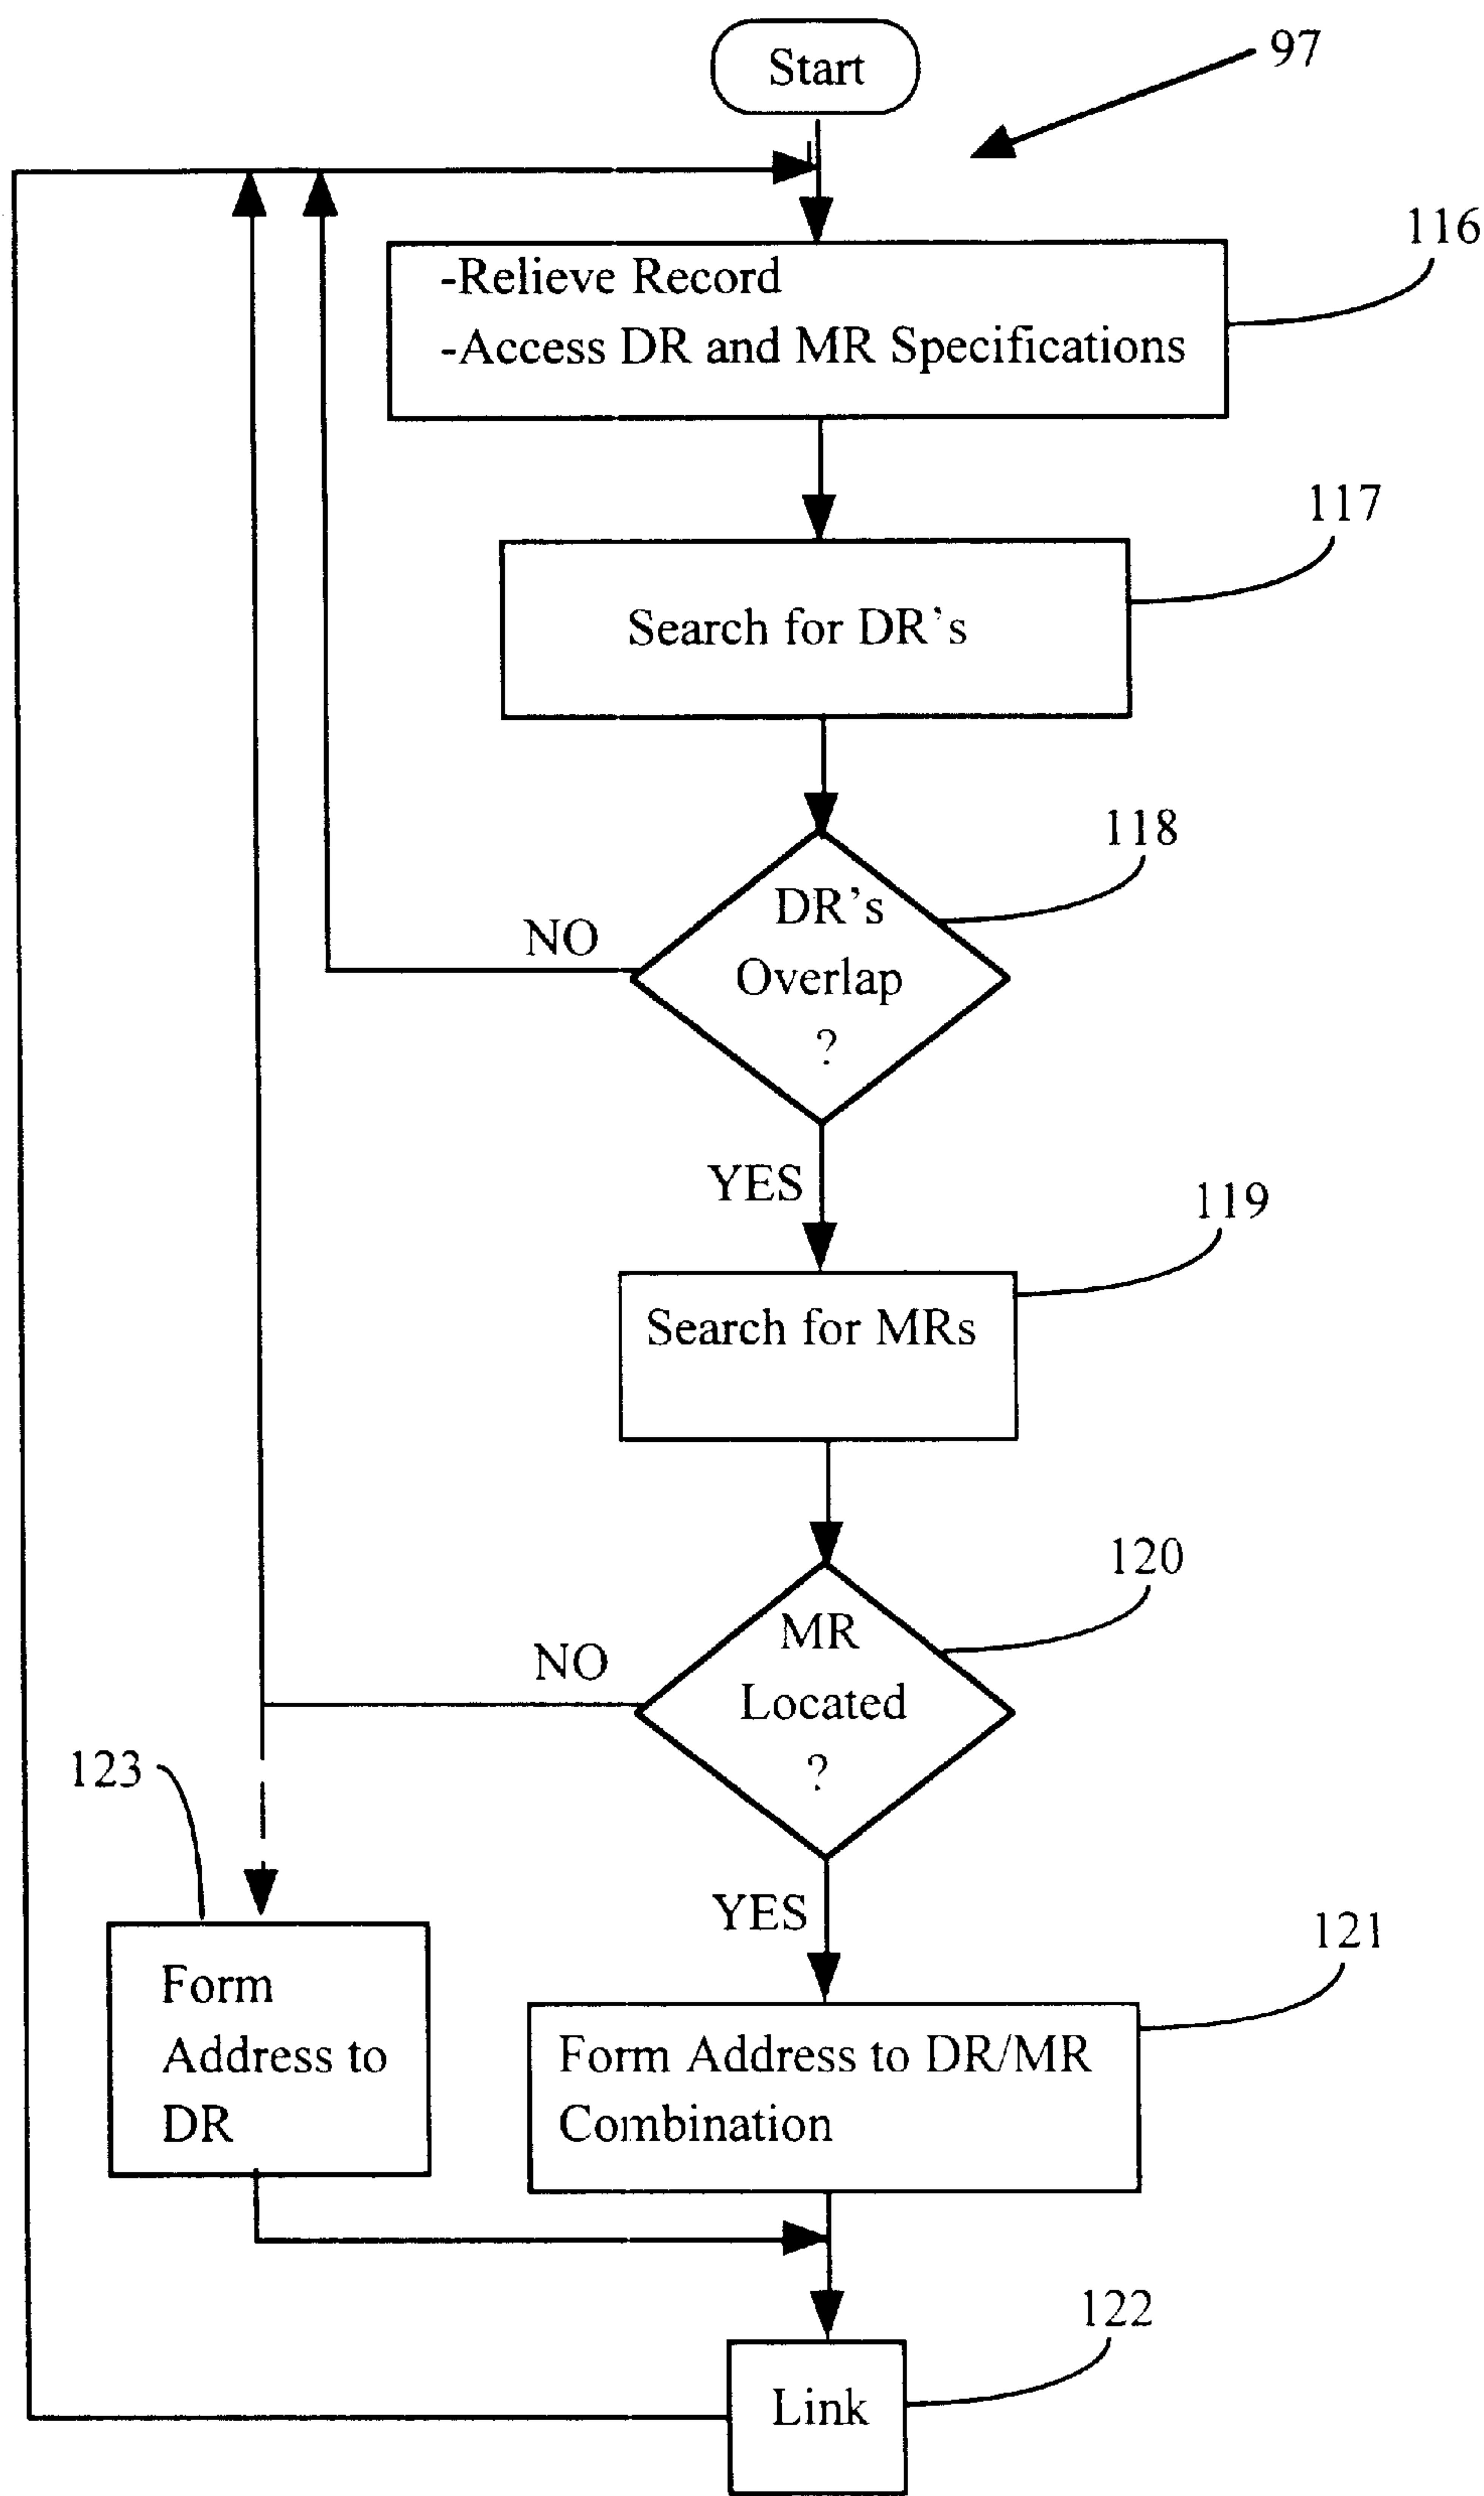 Start
97
116
-Relieve Record
-Access DR and MR Specifications
117
Search for DR's
118
DR's
Overlap
?
NO
YES
119
Search for MRs
120
MR
Located
?
NO
123
YES
121
Form
Address to
DR
Form Address to DR/MR
Combination
122
Link